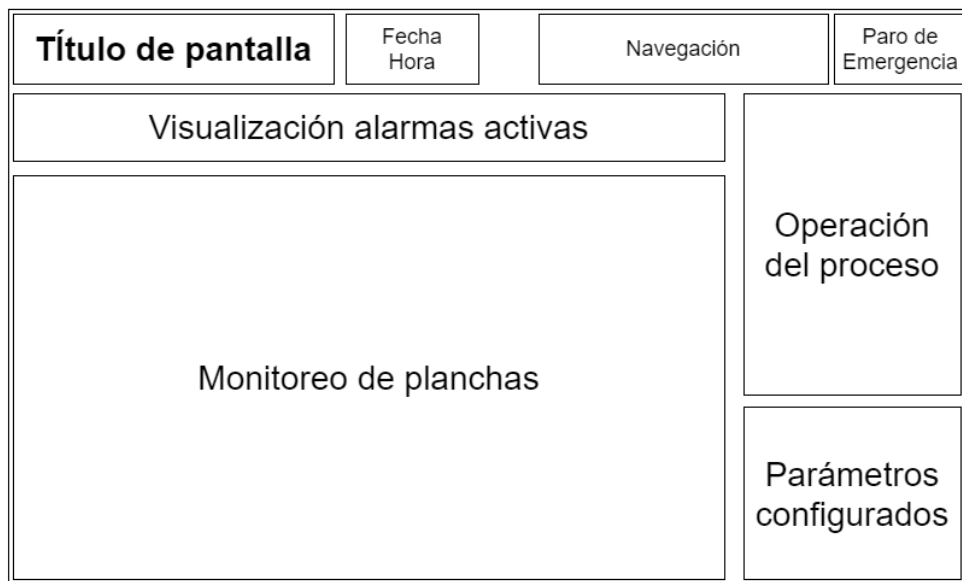 TÍtulo de pantalla
Fecha
Hora
Navegación
Paro de
Emergencia
Visualización alarmas activas
Operación
del proceso
Monitoreo de planchas
Parámetros
configurados